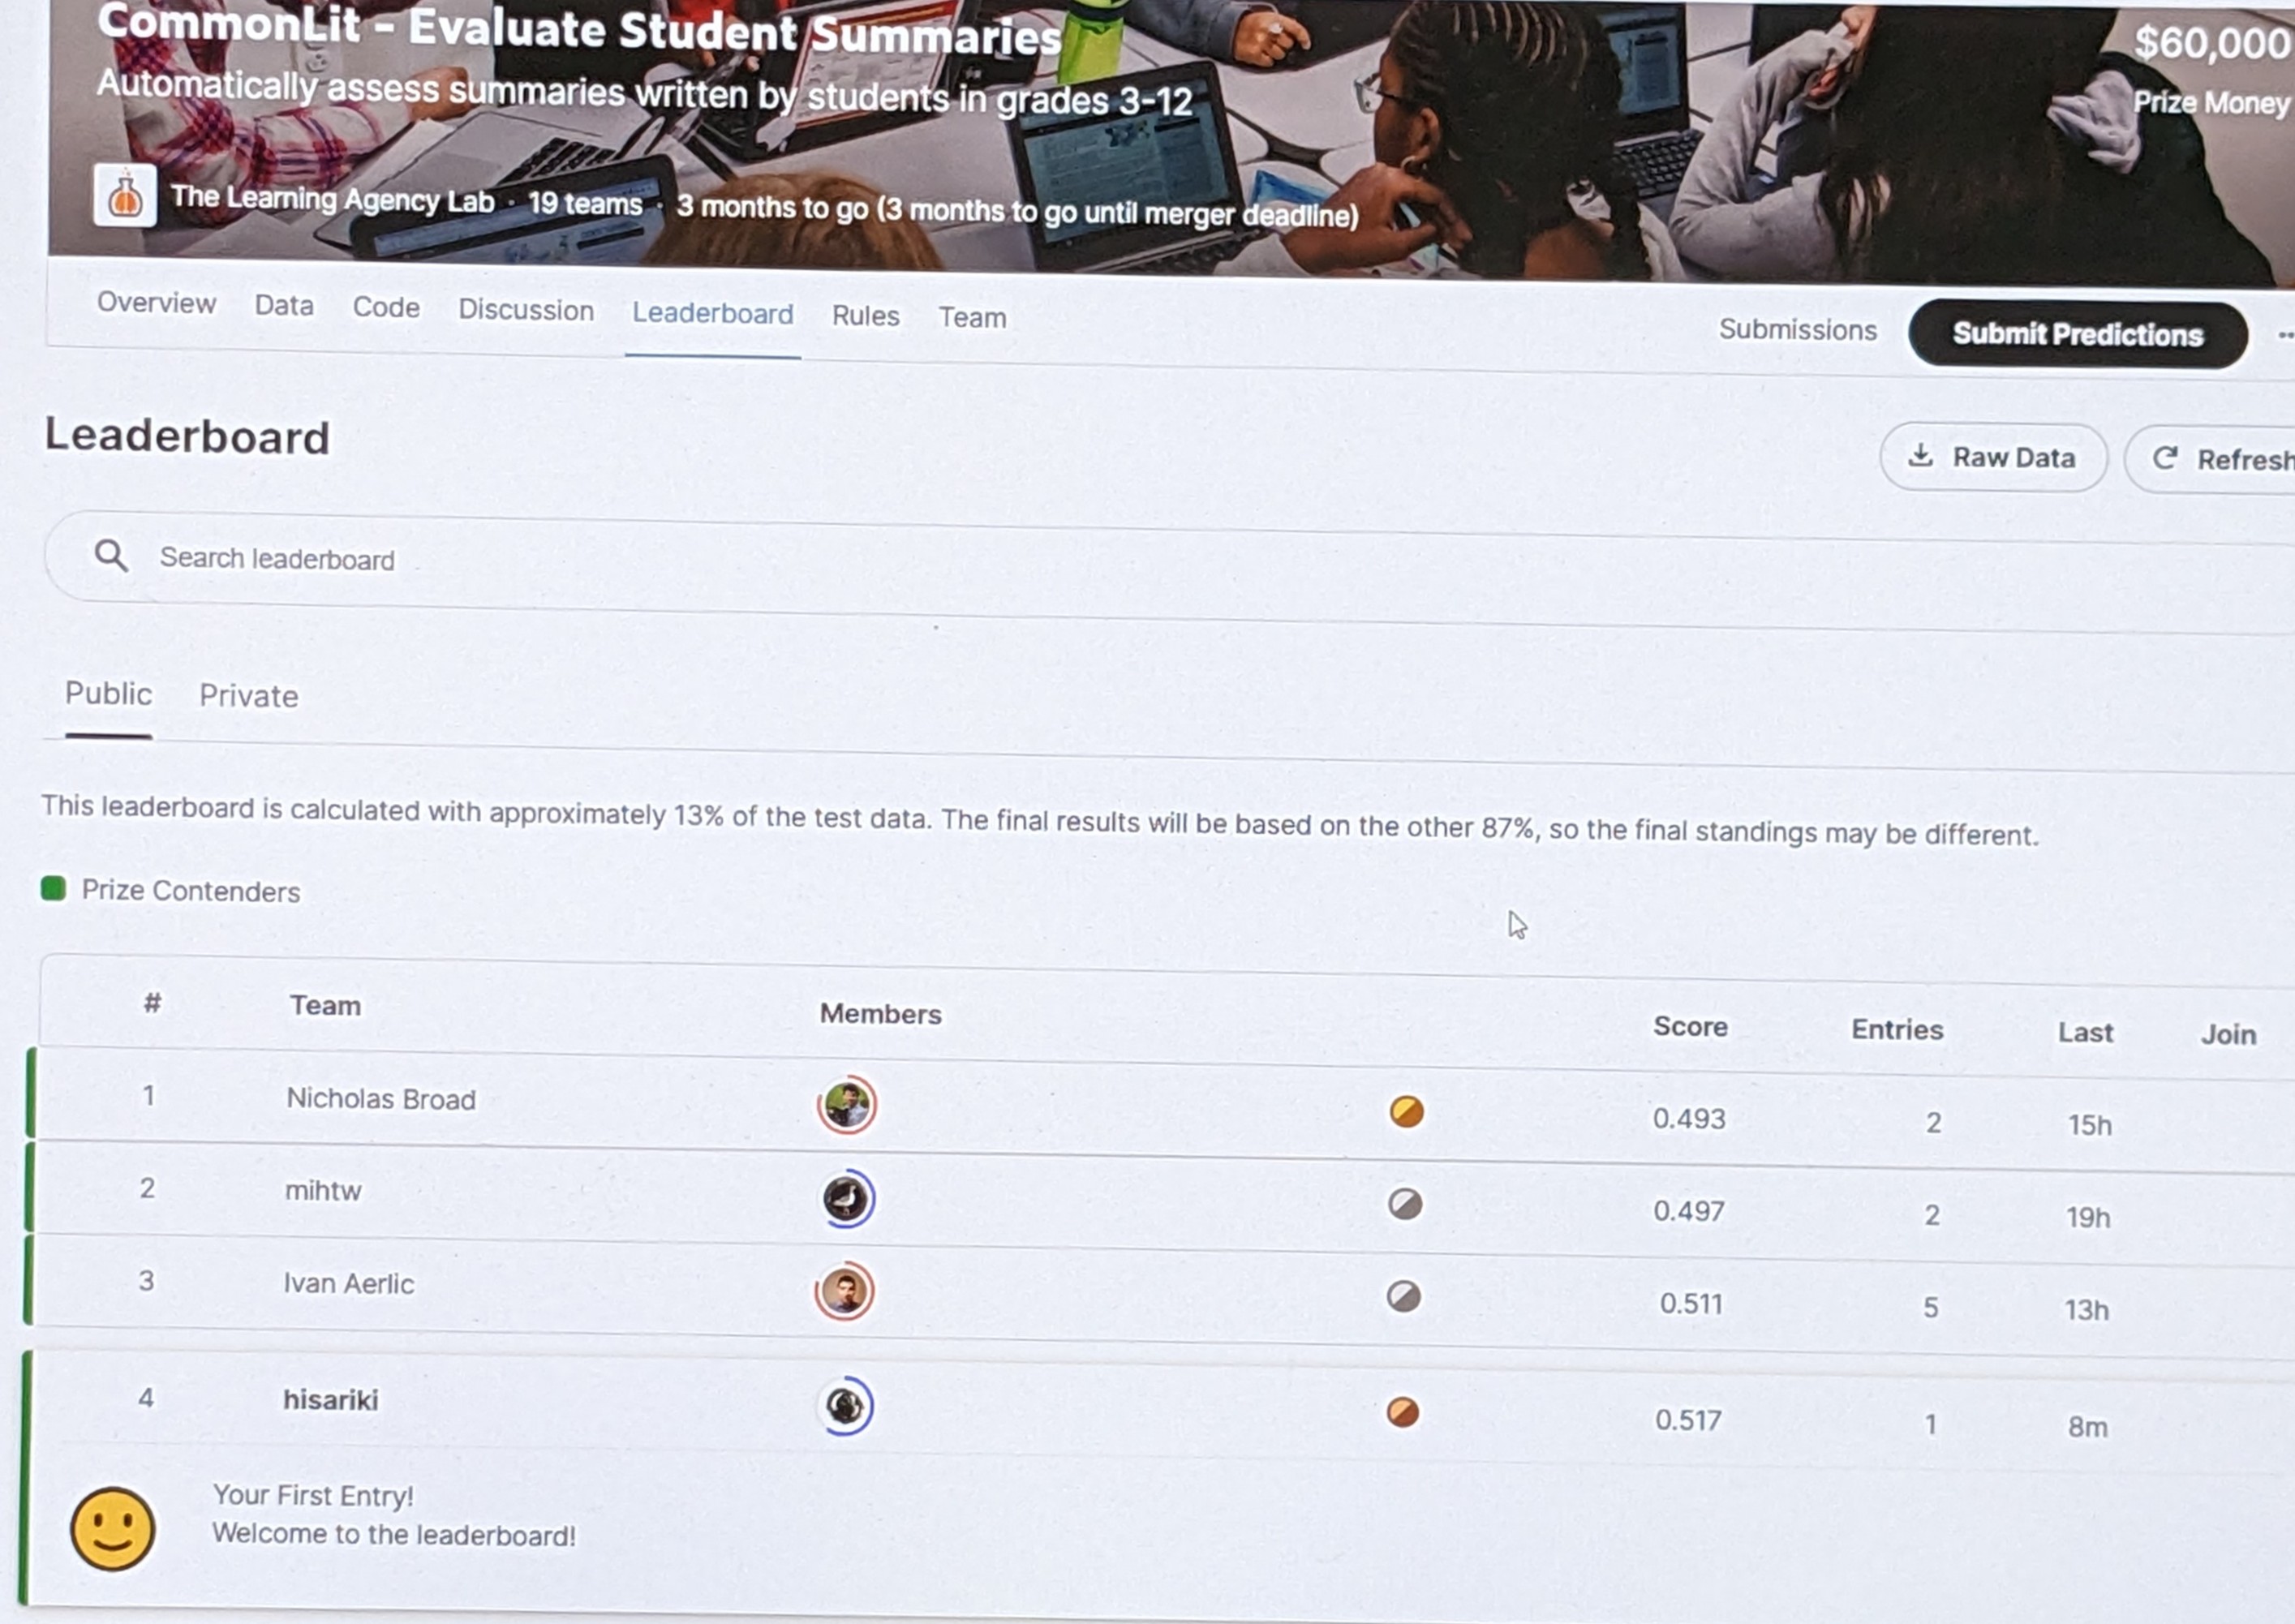 CommonLit - Evaluate Student Summaries
$60,000
Automatically assess summaries written by students in grades 3-12
Prize Money
The Learning Agency Lab · 19 teams · 3 months to go (3 months to go until merger deadline)
Overview Data Code Discussion Leaderboard Rules Team Submissions Submit Predictions
Leaderboard
Raw Data Refresh
Search leaderboard
Public Private
This leaderboard is calculated with approximately 13% of the test data. The final results will be based on the other 87%, so the final standings may be different.
Prize Contenders
# Team Members Score Entries Last Join
1 Nicholas Broad 0.493 2 15h
2 mihtw 0.497 2 19h
3 Ivan Aerlic 0.511 5 13h
4 hisariki 0.517 1 8m
Your First Entry!
Welcome to the leaderboard!